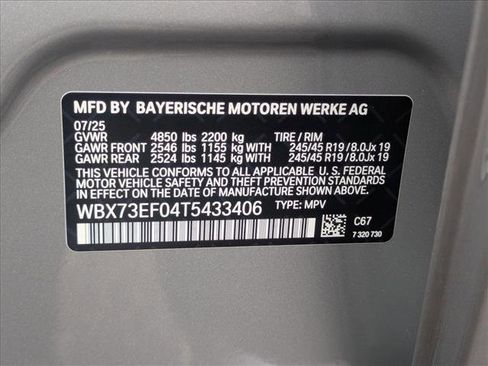 MFD BY BAYERISCHE MOTOREN WERKE AG
07/25
GVWR 4850 lbs 2200 kg TIRE / RIM
GAWR FRONT 2546 lbs 1155 kg 245/45 R19 /8.0Jx 19
GAWR REAR 2524 lbs 1145 kg 245/45 R19 /8.0Jx 19
THIS VEHICLE CONFORMS TO ALL APPLICABLE U. S. FEDERAL
MOTOR VEHICLE SAFETY AND THEFT PREVENTION STANDARDS
IN EFFECT ON THE DATE OF MANUFACTURE SHOWN ABOVE.
WBX73EF04T5433406 TYPE: MPV
C67
7 320 730